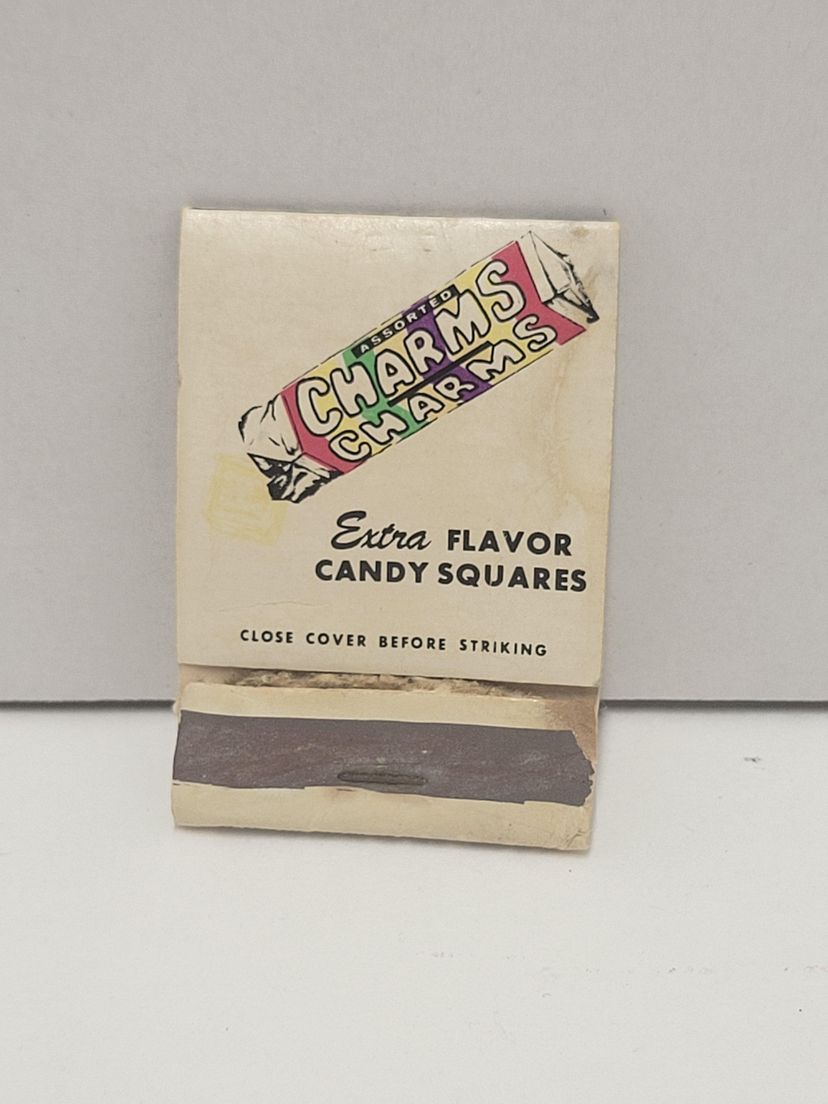 ASSORTED
CHARMS
CHARMS
Extra FLAVOR
CANDY SQUARES
CLOSE COVER BEFORE STRIKING